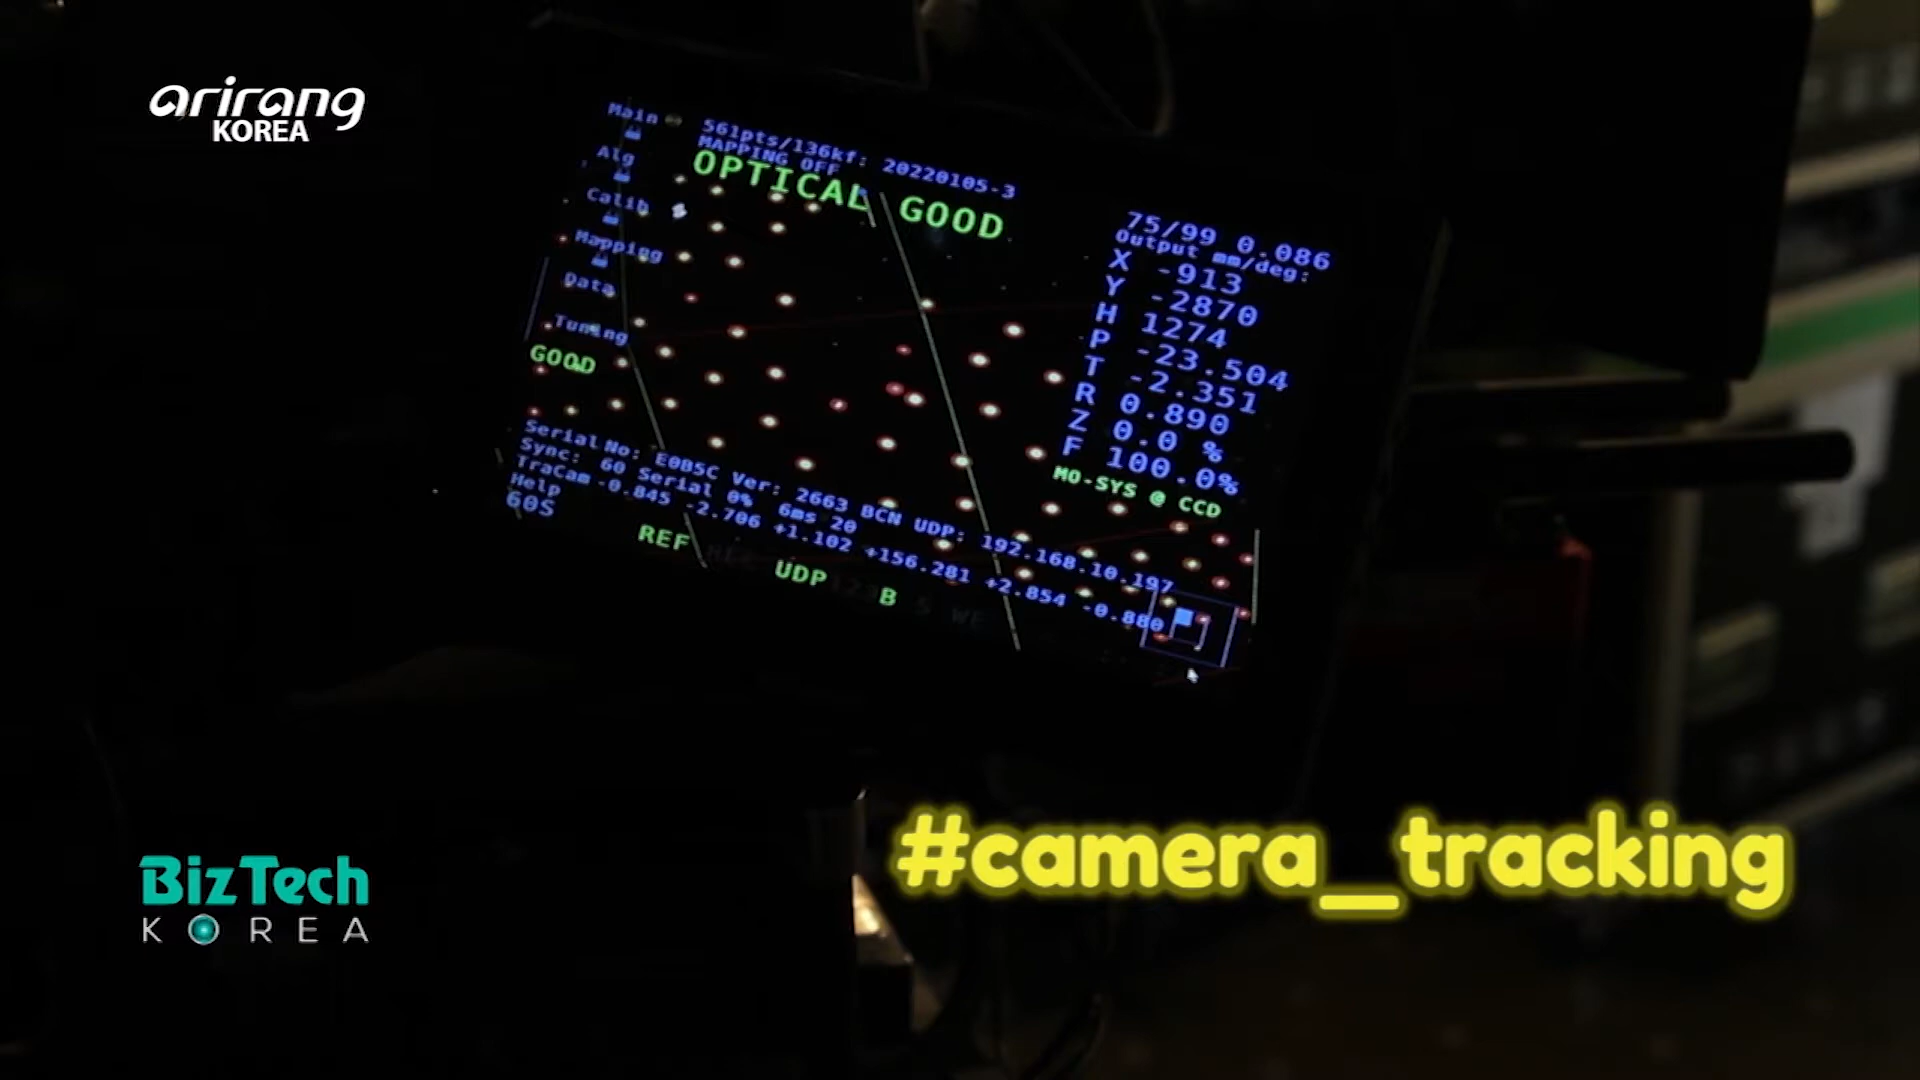 arirang
KOREA
Main
Alg
Calib
Mapping
Data
Tuning
GOOD
561pts/136kf: 20220105-3
MAPPING OFF
OPTICAL GOOD
75/99 0.086
Output mm/deg:
X -913
Y -2870
H 1274
P -23.504
T -2.351
R 0.890
Z 0.0 %
F 100.0%
MO-SYS @ CCD
Serial No: E0B5C Ver: 2663 BCN UDP: 192.168.10.197
Sync: 60 Serial 0% 6ms 20
TraCam -0.845 -2.706 +1.102 +156.281 +2.854 -0.880
Help
60S
REF
UDP
B
#camera_tracking
BizTech
KOREA